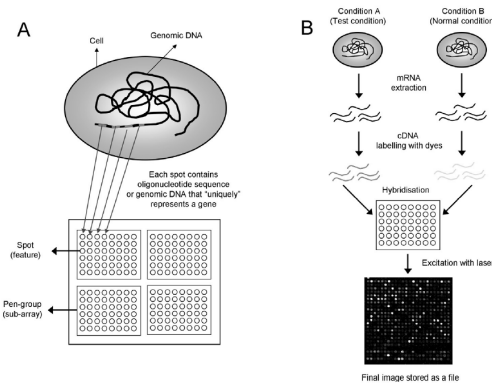 A
Cell
Genomic DNA
Each spot contains
oligonucleotide sequence
or genomic DNA that "uniquely"
represents a gene
Spot
(feature)
Pen-group
(sub-array)
B
Condition A
(Test condition)
Condition B
(Normal condition
mRNA
extraction
cDNA
labelling with dyes
Hybridisation
Excitation with lase
Final image stored as a file